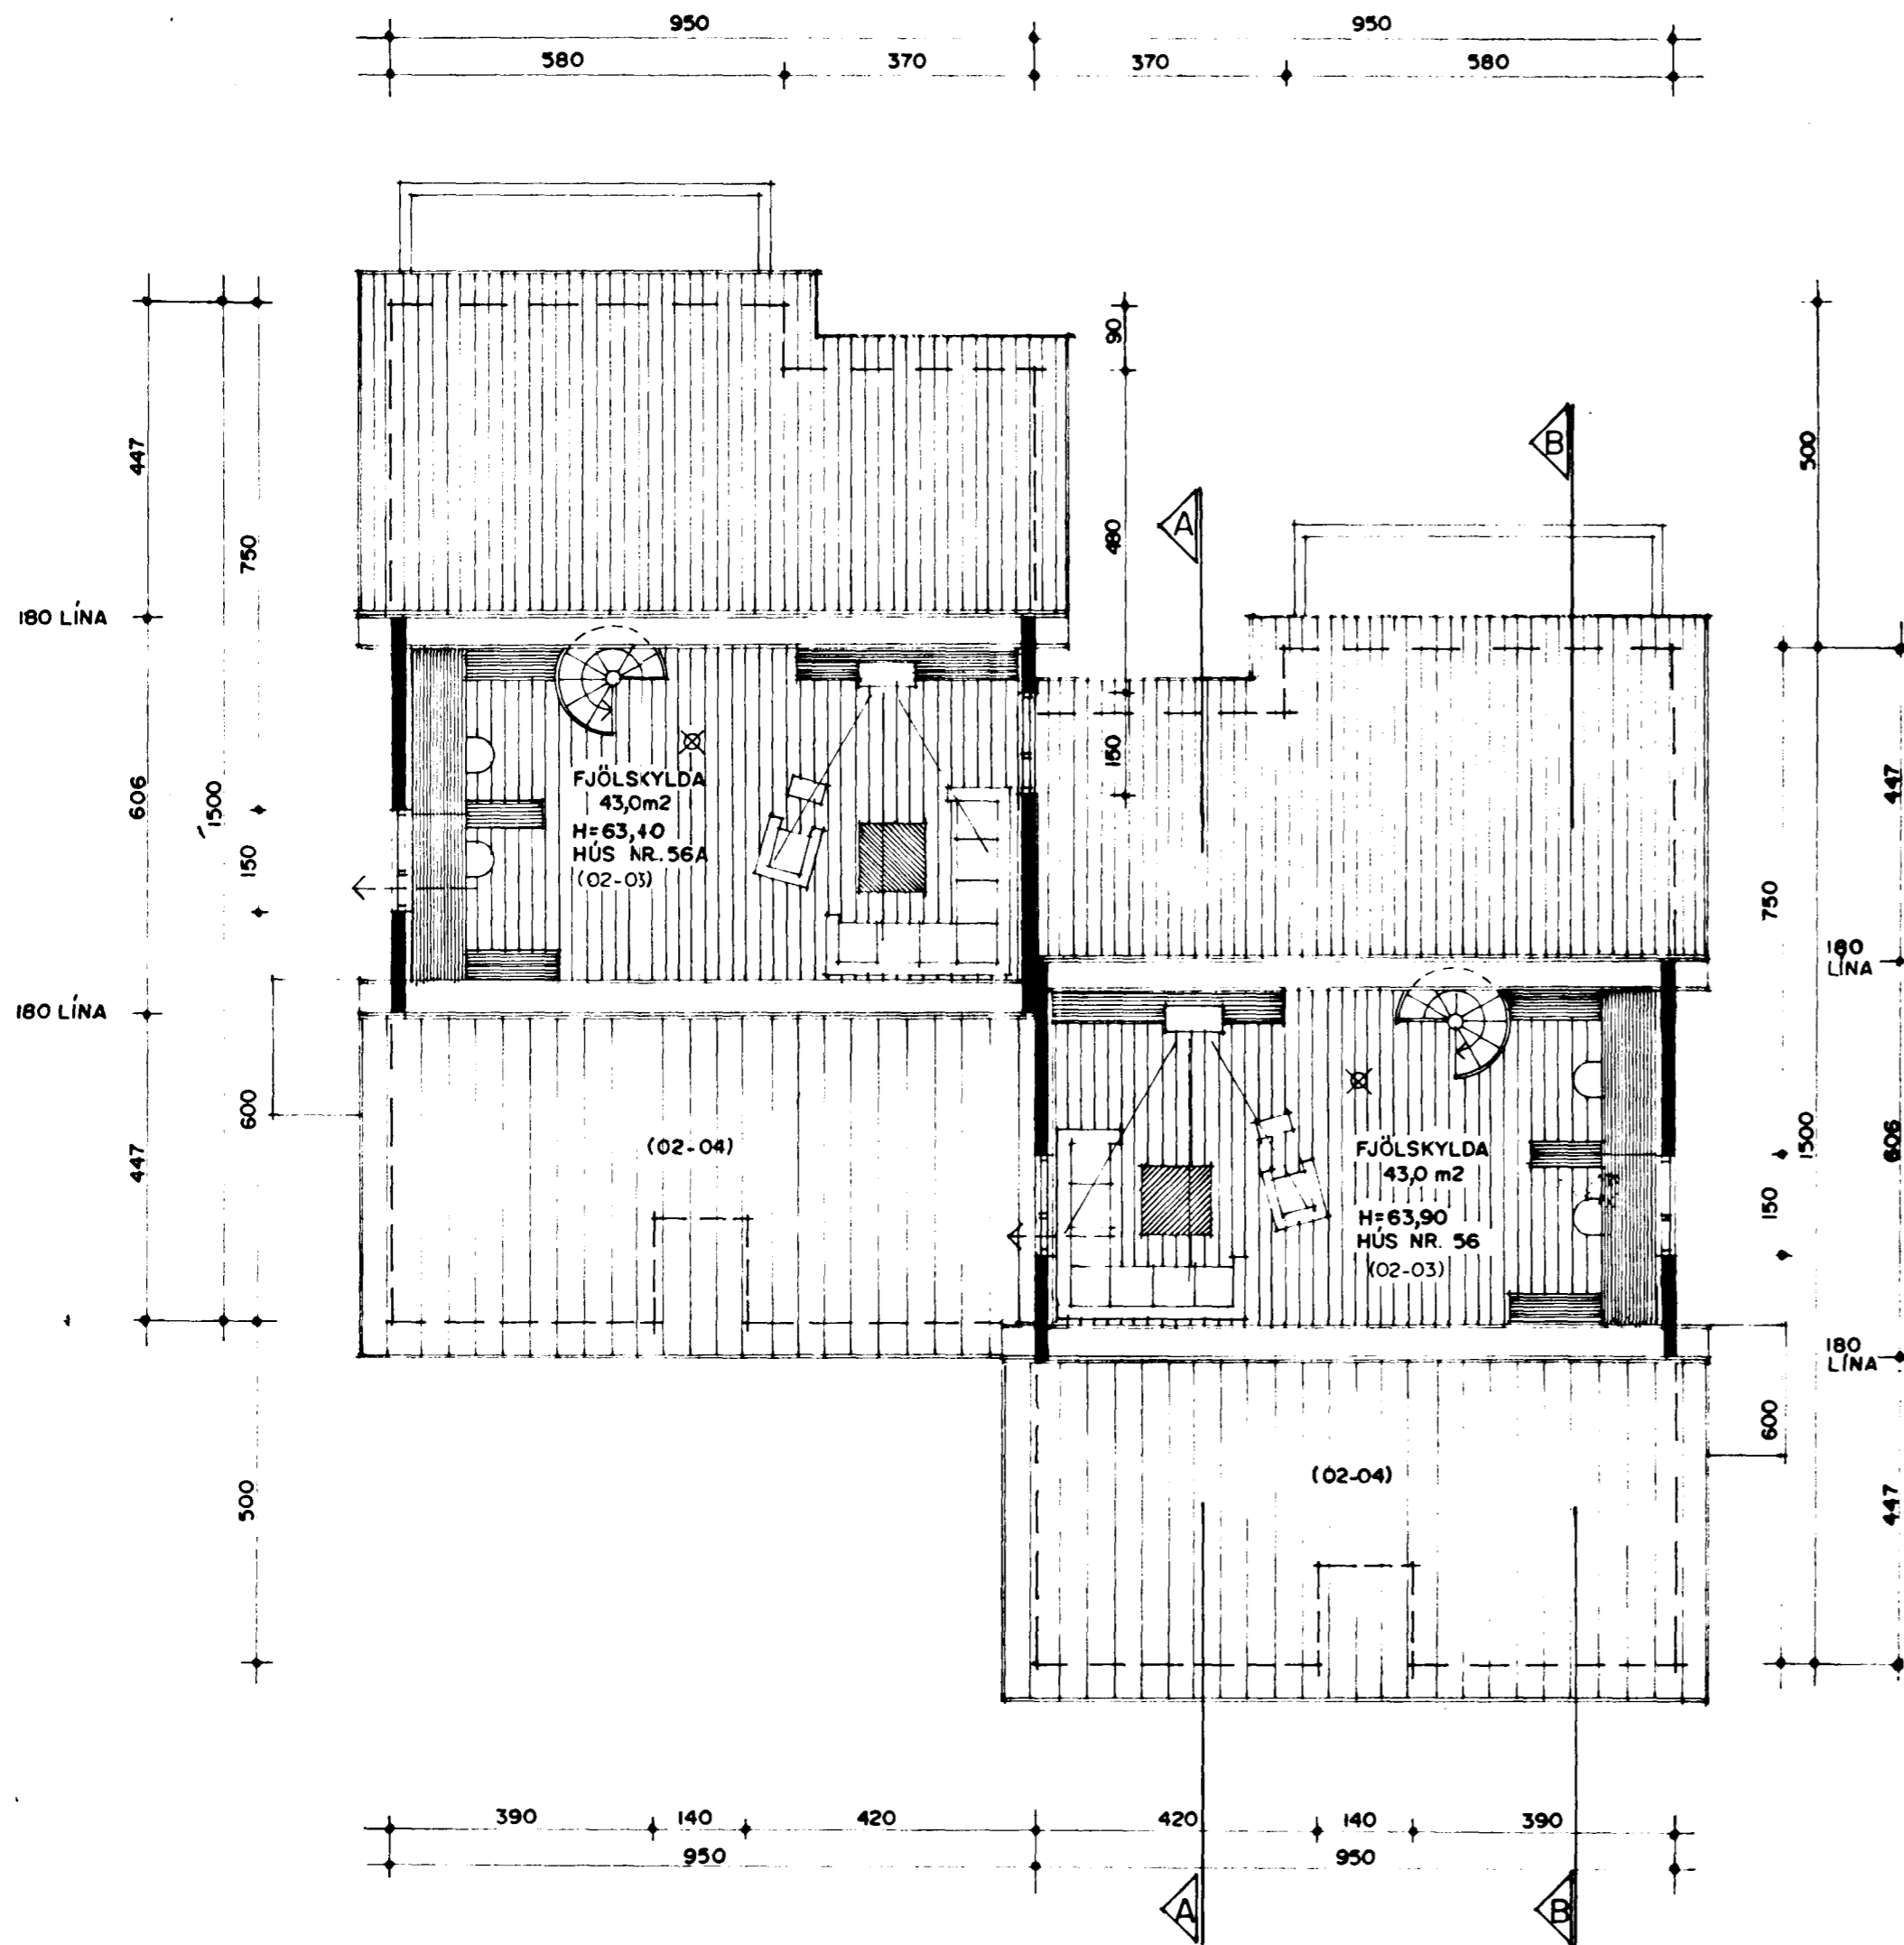 950
950
580
370
370
580
90
447
500
B
A
480
750
180 LÍNA
FJÖLSKYLDA
43,0m2
H=63,40
HÚS NR. 56A
(02-03)
150
606
1500
150
447
750
180
LÍNA
180 LÍNA
600
(02-04)
447
FJÖLSKYLDA
43,0 m2
H=63,90
HÚS NR. 56
(02-03)
1500
606
150
180
LÍNA
600
(02-04)
500
447
390
140
420
420
140
390
950
950
A
B